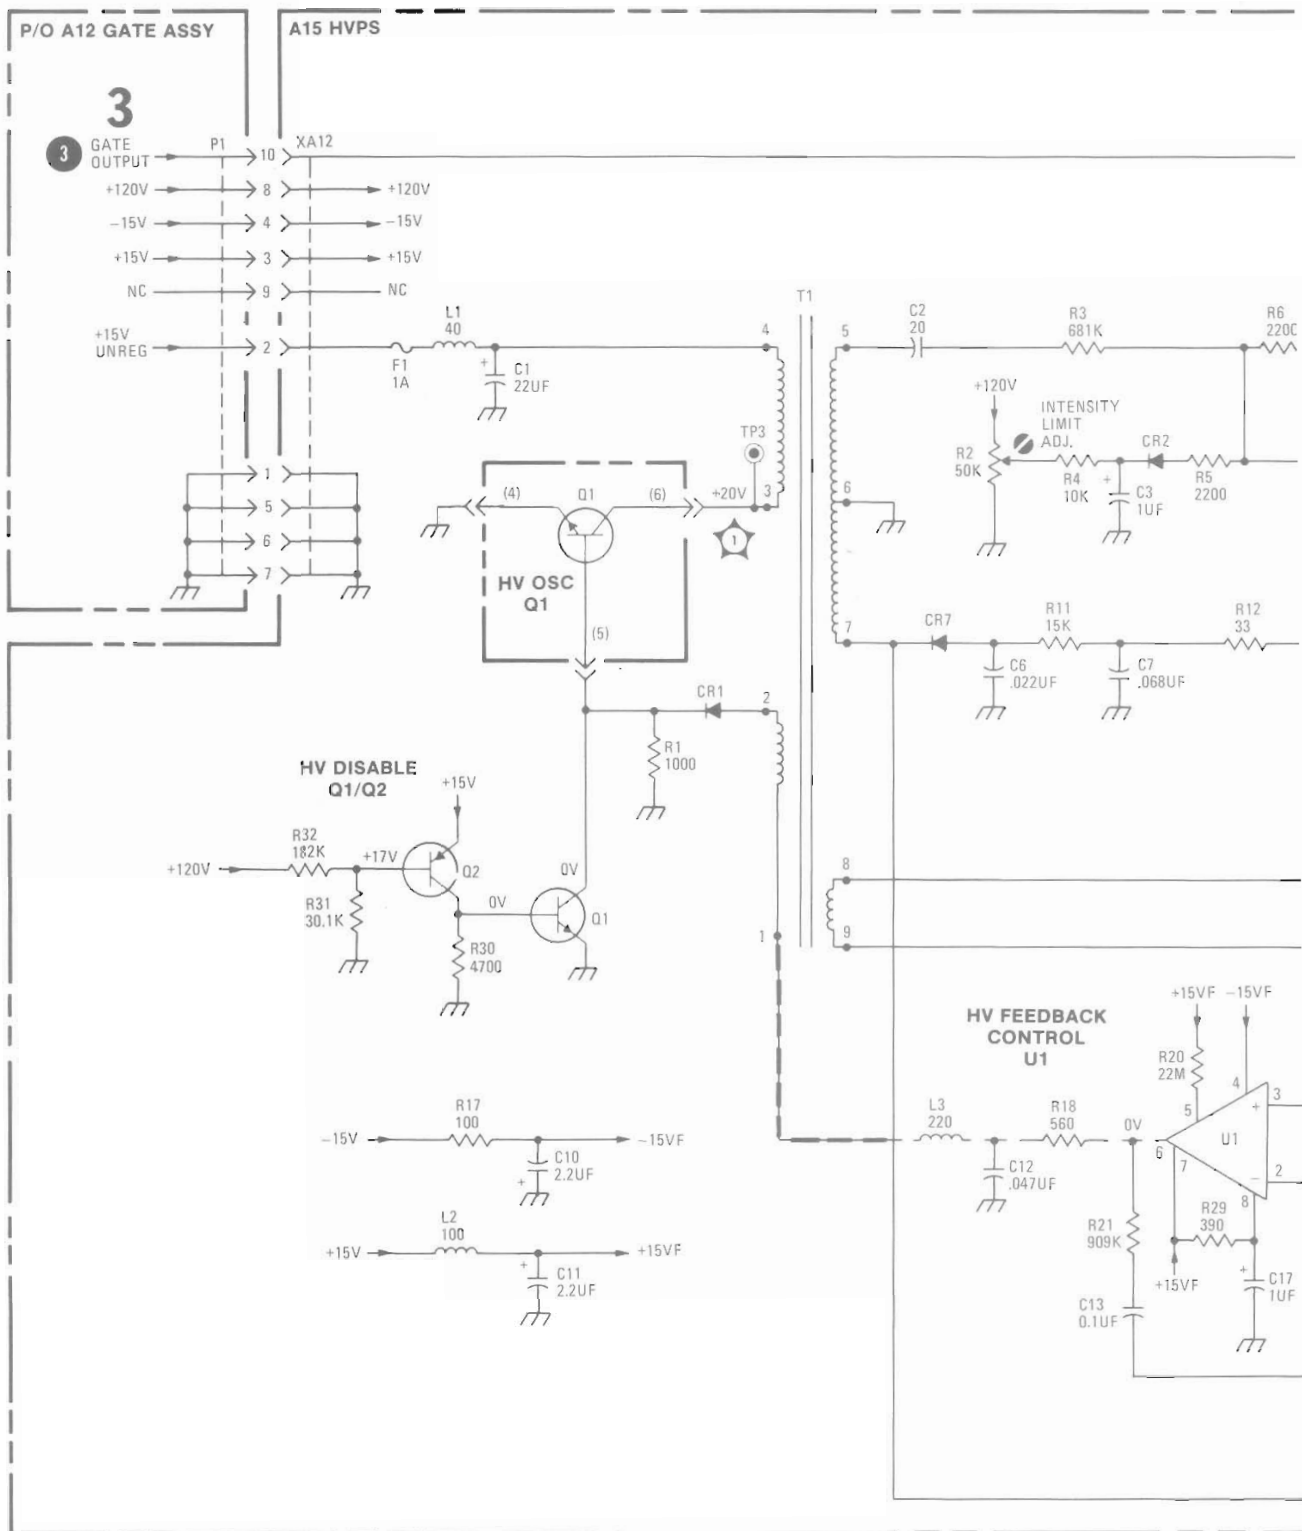 P/O A12 GATE ASSY
A15 HVPS
3
3
GATE
OUTPUT
P1
10
XA12
+120V
8
+120V
-15V
4
-15V
+15V
3
+15V
NC
9
NC
+15V
UNREG
2
F1
1A
L1
40
+
C1
22UF
1
5
6
7
T1
4
5
C2
20
R3
681K
R6
+120V
INTENSITY
LIMIT
ADJ.
R2
50K
R4
10K
CR2
+
C3
1UF
R5
2200
TP3
(4)
Q1
(6)
+20V
3
6
1
HV OSC
Q1
(5)
7
CR7
R11
15K
R12
33
C6
.022UF
C7
.068UF
CR1
2
R1
1000
HV DISABLE
Q1/Q2
+15V
R32
182K
+120V
+17V
Q2
R31
30.1K
0V
0V
Q1
R30
4700
8
9
1
HV FEEDBACK
CONTROL
U1
+15VF
-15VF
R20
22M
4
3
5
+
L3
220
R18
560
0V
6
7
U1
C12
.047UF
-
2
8
R21
909K
R29
390
+15VF
+
C17
1UF
C13
0.1UF
R17
100
-15V
-15VF
C10
2.2UF
+
L2
100
+15V
+15VF
+
C11
2.2UF